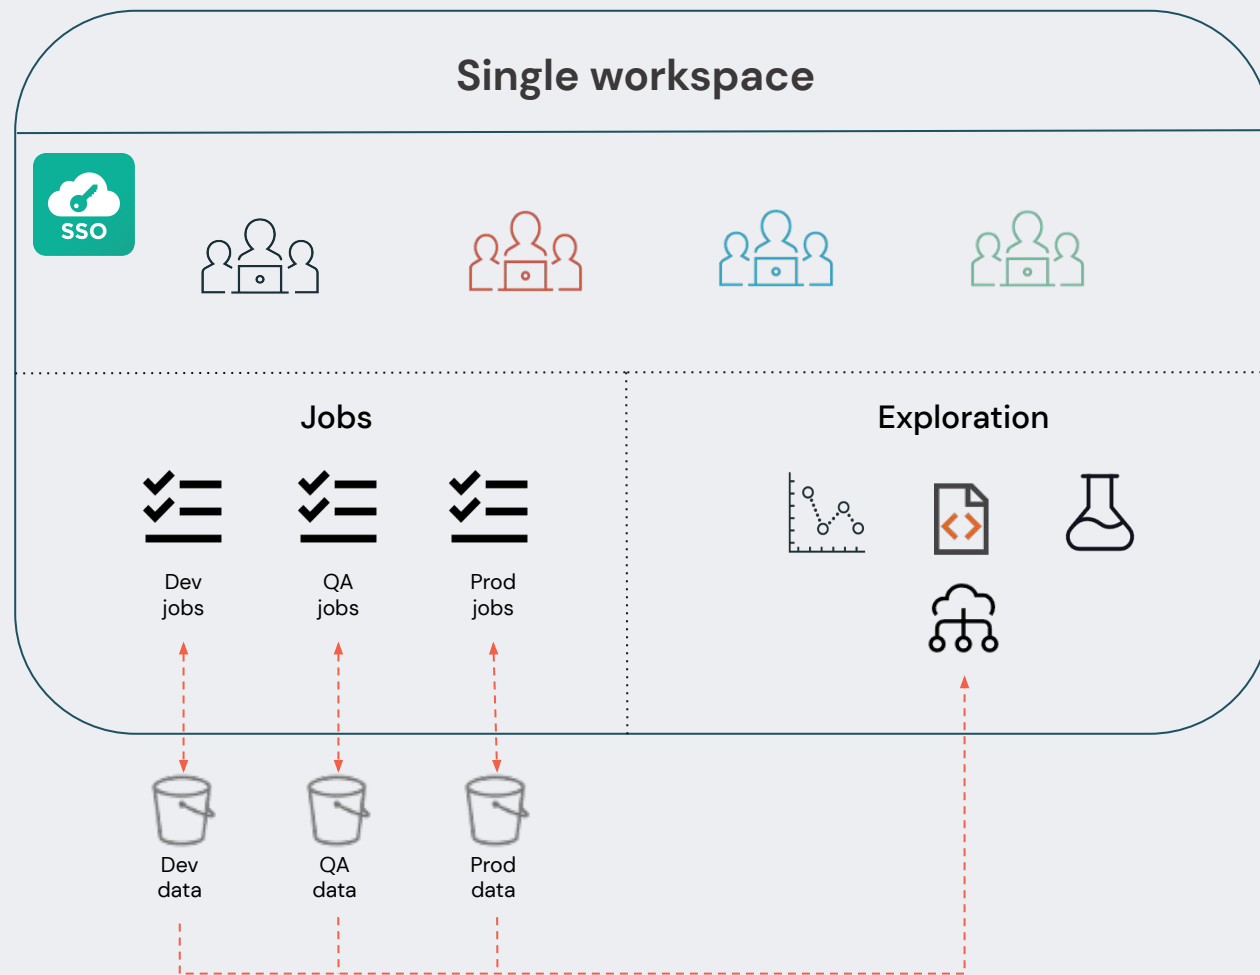 Single workspace
SSO
Jobs
Exploration
Dev
jobs
QA
jobs
Prod
jobs
Dev
data
QA
data
Prod
data